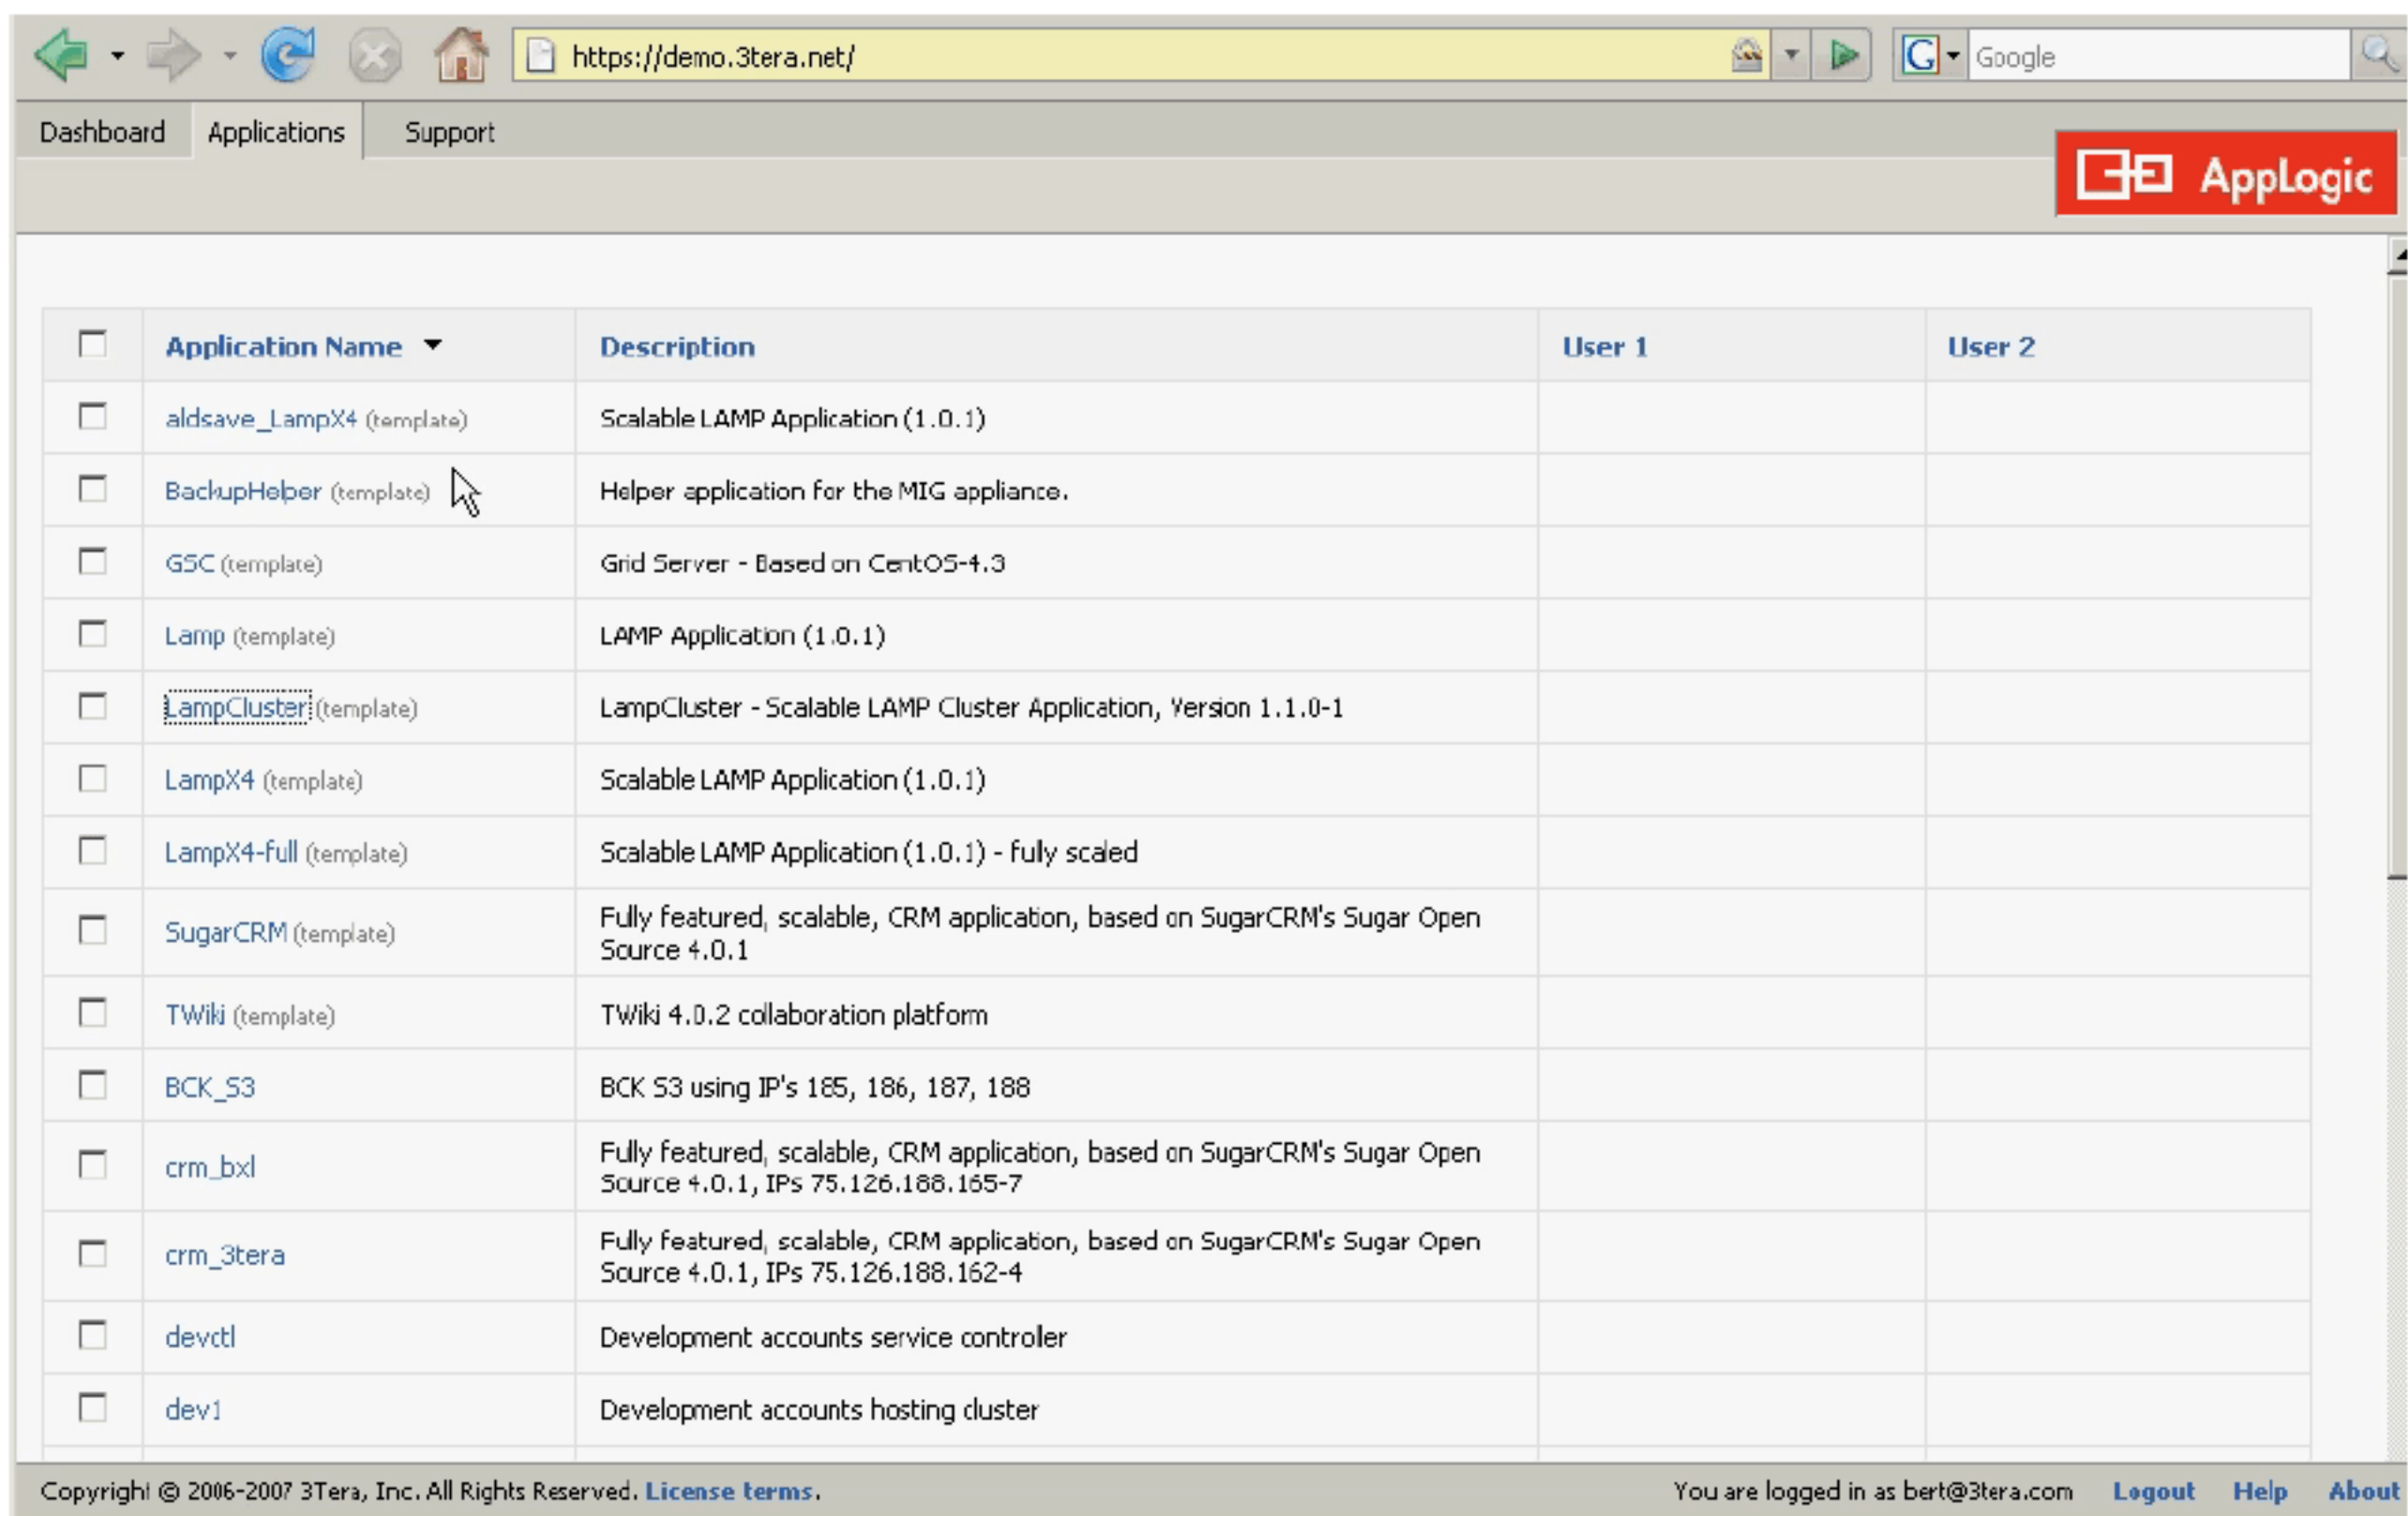 https://demo.3tera.net/
Google
Dashboard Applications Support
AppLogic
Application Name Description User 1 User 2
aldsave_LampX4 (template) Scalable LAMP Application (1.0.1)
BackupHelper (template) Helper application for the MIG appliance.
GSC (template) Grid Server - Based on CentOS-4.3
Lamp (template) LAMP Application (1.0.1)
LampCluster (template) LampCluster - Scalable LAMP Cluster Application, Version 1.1.0-1
LampX4 (template) Scalable LAMP Application (1.0.1)
LampX4-full (template) Scalable LAMP Application (1.0.1) - fully scaled
SugarCRM (template) Fully featured, scalable, CRM application, based on SugarCRM's Sugar Open
Source 4.0.1
TWiki (template) TWiki 4.0.2 collaboration platform
BCK_S3 BCK S3 using IP's 185, 186, 187, 188
crm_bxl Fully featured, scalable, CRM application, based on SugarCRM's Sugar Open
Source 4.0.1, IPs 75.126.188.165-7
crm_3tera Fully featured, scalable, CRM application, based on SugarCRM's Sugar Open
Source 4.0.1, IPs 75.126.188.162-4
devctl Development accounts service controller
dev1 Development accounts hosting cluster
Copyright © 2006-2007 3Tera, Inc. All Rights Reserved. License terms. You are logged in as bert@3tera.com Logout Help About